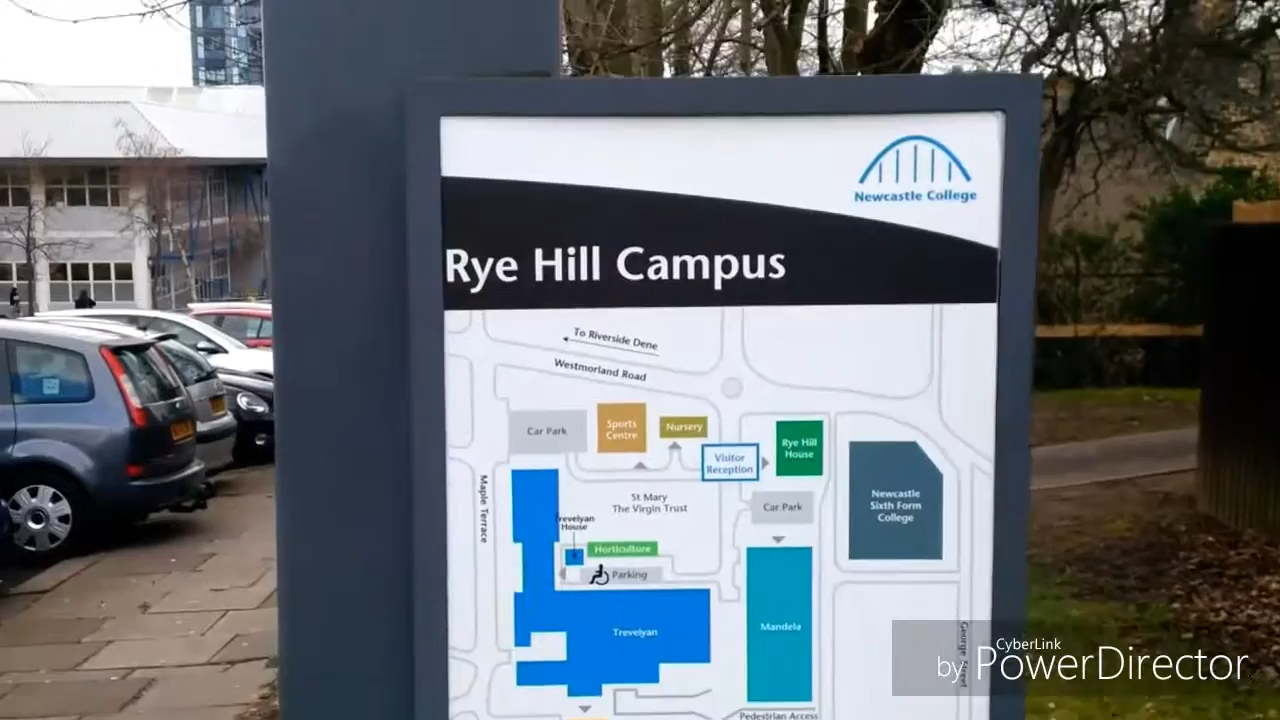 Newcastle College
Rye Hill Campus
To Riverside Dene
Westmorland Road
Car Park
Sports
Centre
Nursery
Visitor
Reception
Rye Hill
House
Maple Terrace
St Mary
The Virgin Trust
Car Park
Newcastle
Sixth Form
College
Trevelyan
House
Horticulture
Parking
Trevelyan
Mandela
George Street
Pedestrian Access
CyberLink
by PowerDirector